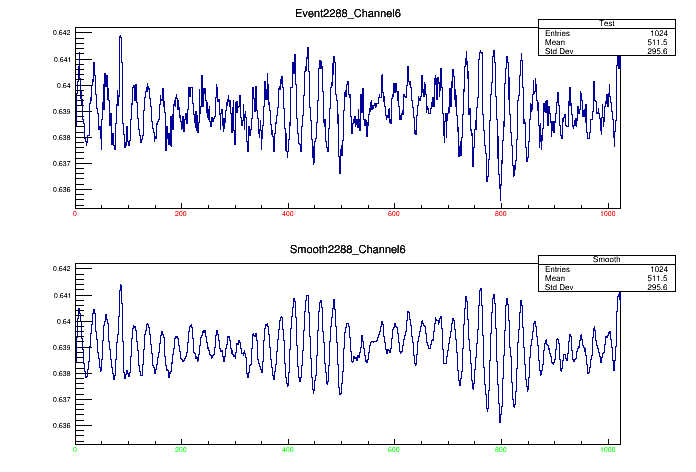 Event2288_Channel6
Test
Entries 1024
Mean 511.5
Std Dev 295.6
0.642
0.641
0.64
0.639
0.638
0.637
0.636
0 200 400 600 800 1000
Smooth2288_Channel6
Smooth
Entries 1024
Mean 511.5
Std Dev 295.6
0.642
0.641
0.64
0.639
0.638
0.637
0.636
0 200 400 600 800 1000